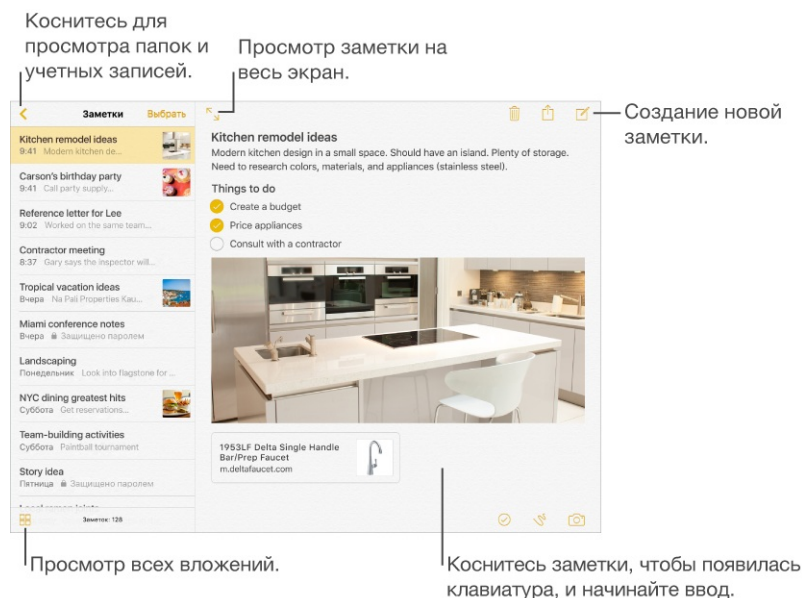 Коснитесь для
просмотра папок и
учетных записей.
Просмотр заметки на
весь экран.
Создание новой
заметки.
Заметки
Выбрать
Kitchen remodel ideas
9:41 Modern kitchen de...
Carson's birthday party
9:41 Call party supply...
Reference letter for Lee
9:02 Worked on the same team...
Contractor meeting
8:37 Gary says the inspector will...
Tropical vacation ideas
Вчера Na Pali Properties Kau...
Miami conference notes
Вчера Защищено паролем
Landscaping
Понедельник Look into flagstone for ...
NYC dining greatest hits
Суббота Get reservations...
Team-building activities
Суббота Paintball tournament
Story idea
Пятница Защищено паролем
Заметок: 128
Kitchen remodel ideas
Modern kitchen design in a small space. Should have an island. Plenty of storage.
Need to research colors, materials, and appliances (stainless steel).
Things to do
Create a budget
Price appliances
Consult with a contractor
1953LF Delta Single Handle
Bar/Prep Faucet
m.deltafaucet.com
Просмотр всех вложений.
Коснитесь заметки, чтобы появилась
клавиатура, и начинайте ввод.